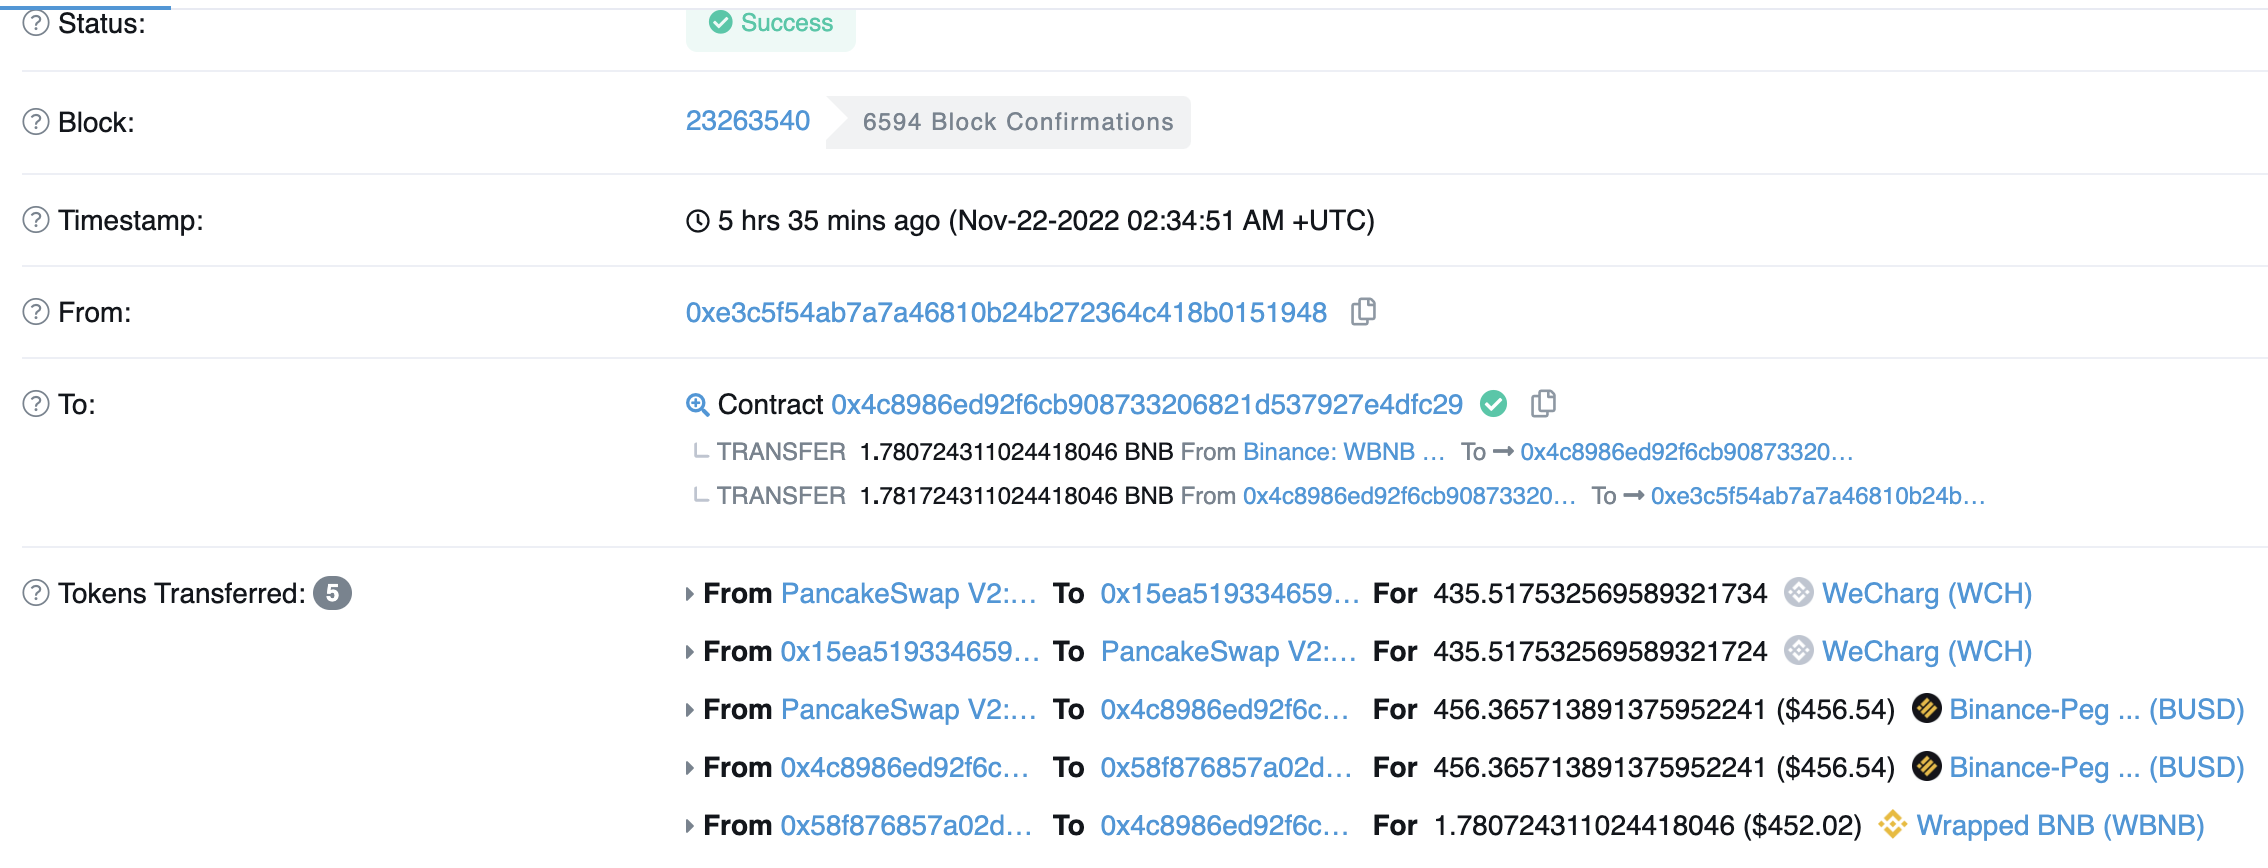 Status: Success
Block: 23263540 6594 Block Confirmations
Timestamp: 5 hrs 35 mins ago (Nov-22-2022 02:34:51 AM +UTC)
From: 0xe3c5f54ab7a7a46810b24b272364c418b0151948
To: Contract 0x4c8986ed92f6cb908733206821d537927e4dfc29
TRANSFER 1.780724311024418046 BNB From Binance: WBNB ... To → 0x4c8986ed92f6cb90873320...
TRANSFER 1.781724311024418046 BNB From 0x4c8986ed92f6cb90873320... To → 0xe3c5f54ab7a7a46810b24b...
Tokens Transferred: 5
From PancakeSwap V2:... To 0x15ea519334659... For 435.517532569589321734 WeCharg (WCH)
From 0x15ea519334659... To PancakeSwap V2:... For 435.517532569589321724 WeCharg (WCH)
From PancakeSwap V2:... To 0x4c8986ed92f6c... For 456.365713891375952241 ($456.54) Binance-Peg ... (BUSD)
From 0x4c8986ed92f6c... To 0x58f876857a02d... For 456.365713891375952241 ($456.54) Binance-Peg ... (BUSD)
From 0x58f876857a02d... To 0x4c8986ed92f6c... For 1.780724311024418046 ($452.02) Wrapped BNB (WBNB)